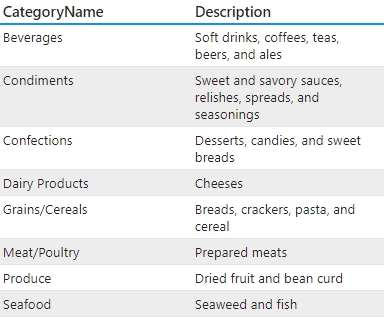 CategoryName Description
Beverages Soft drinks, coffees, teas,
beers, and ales
Condiments Sweet and savory sauces,
relishes, spreads, and
seasonings
Confections Desserts, candies, and sweet
breads
Dairy Products Cheeses
Grains/Cereals Breads, crackers, pasta, and
cereal
Meat/Poultry Prepared meats
Produce Dried fruit and bean curd
Seafood Seaweed and fish